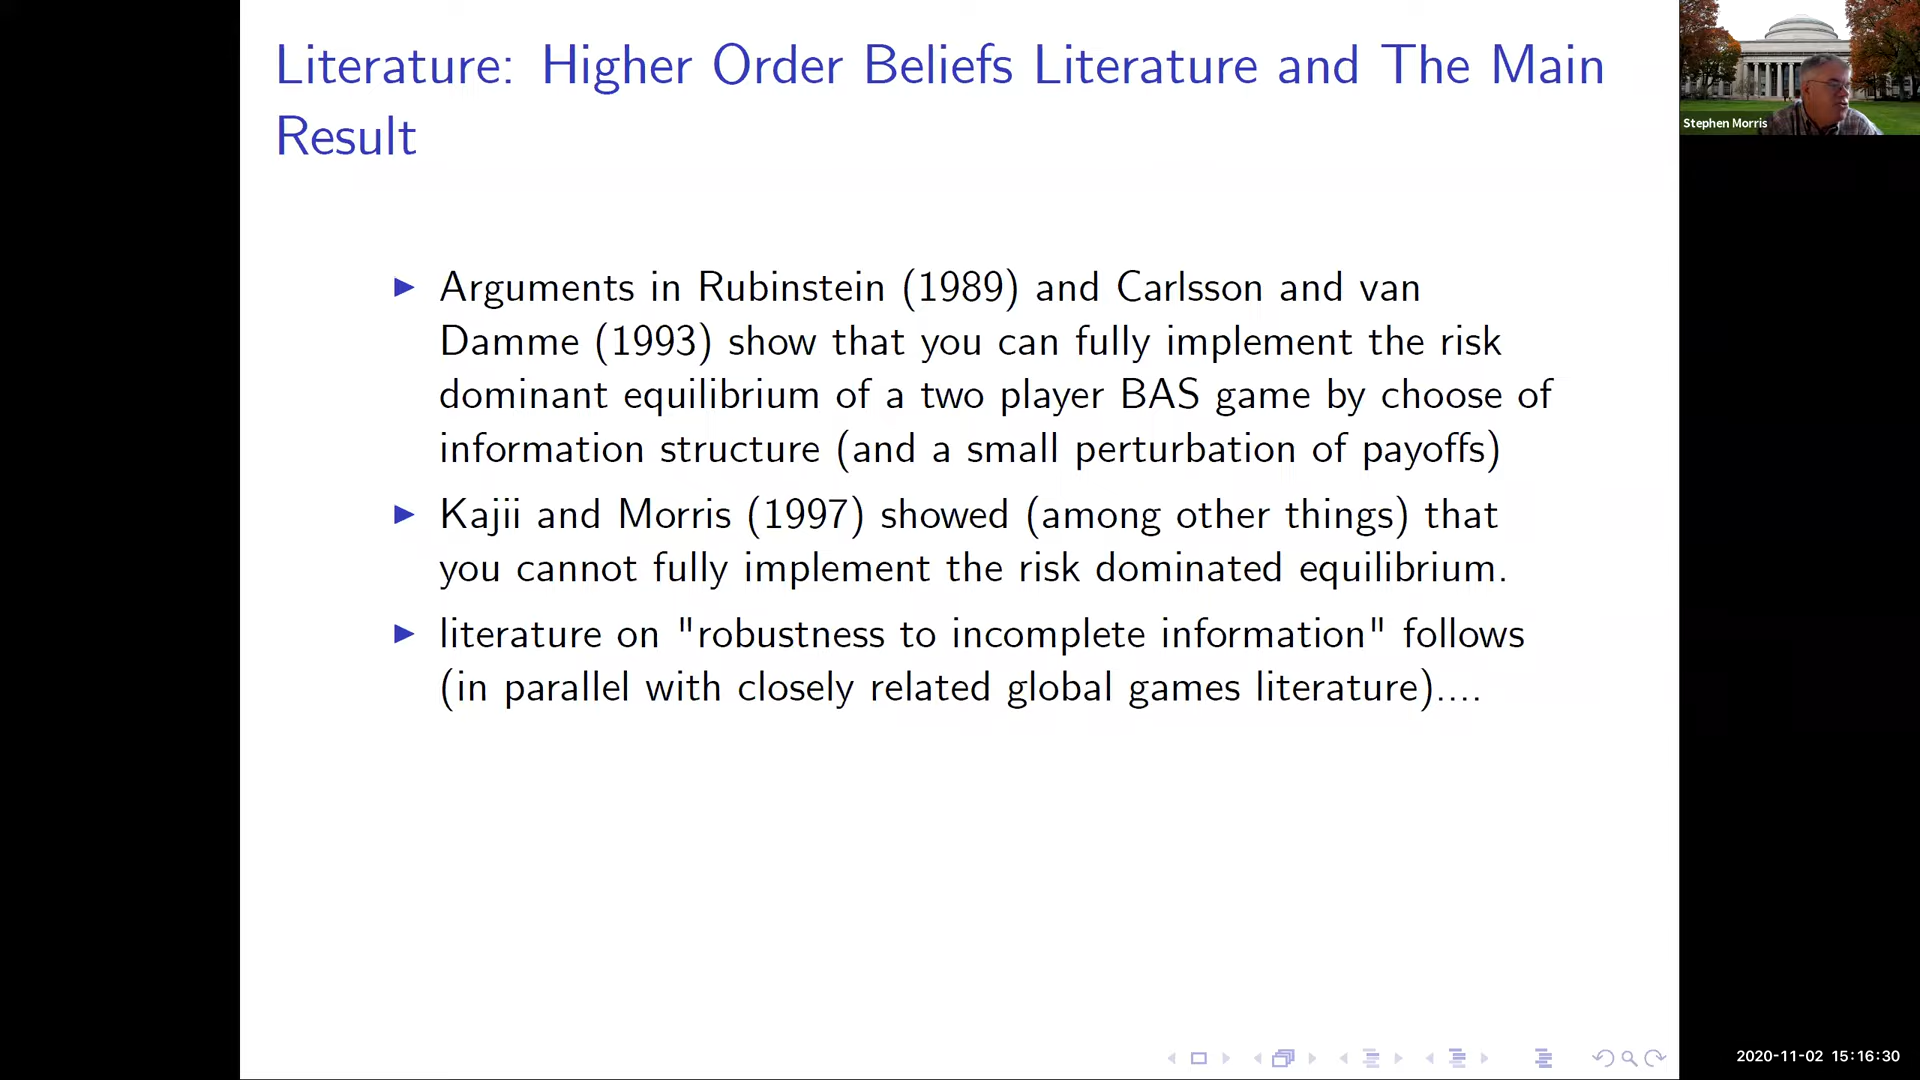 Literature: Higher Order Beliefs Literature and The Main
Result
Stephen Morris
Arguments in Rubinstein (1989) and Carlsson and van
Damme (1993) show that you can fully implement the risk
dominant equilibrium of a two player BAS game by choose of
information structure (and a small perturbation of payoffs)
Kajii and Morris (1997) showed (among other things) that
you cannot fully implement the risk dominated equilibrium.
literature on "robustness to incomplete information" follows
(in parallel with closely related global games literature)....
2020-11-02 15:16:30